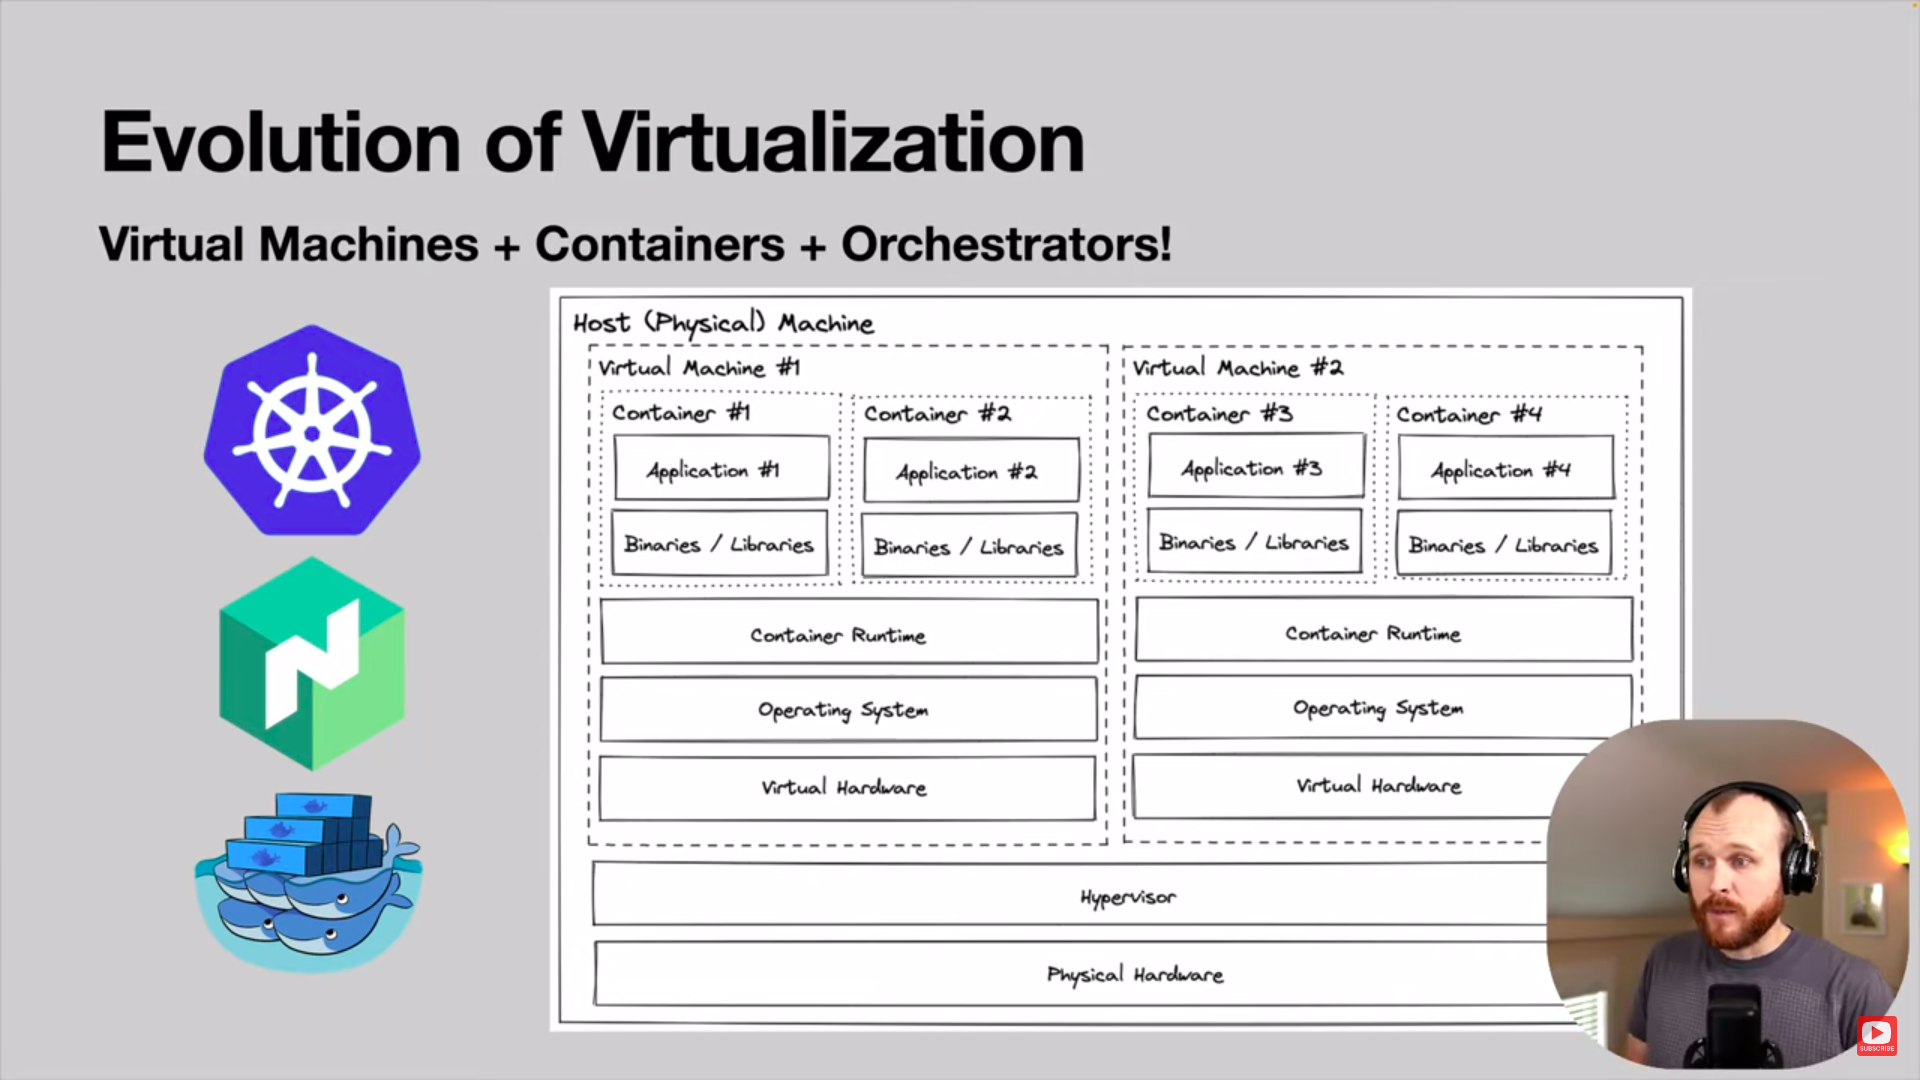 Evolution of Virtualization
Virtual Machines + Containers + Orchestrators!
Host (Physical) Machine
Virtual Machine #1
Container #1
Application #1
Binaries / Libraries
Container #2
Application #2
Binaries / Libraries
Container Runtime
Operating System
Virtual Hardware
Virtual Machine #2
Container #3
Application #3
Binaries / Libraries
Container #4
Application #4
Binaries / Libraries
Container Runtime
Operating System
Virtual Hardware
Hypervisor
Physical Hardware
SUBSCRIBE